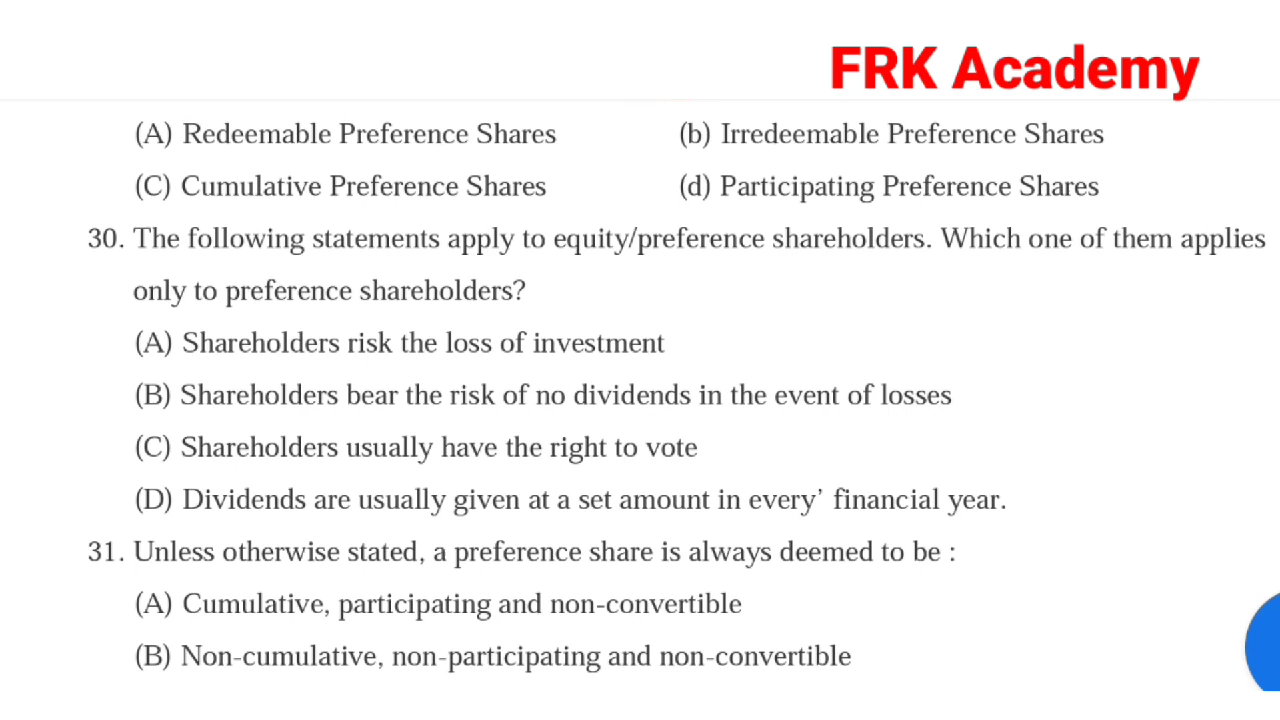 FRK Academy
(A) Redeemable Preference Shares (b) Irredeemable Preference Shares
(C) Cumulative Preference Shares (d) Participating Preference Shares
30. The following statements apply to equity/preference shareholders. Which one of them applies
only to preference shareholders?
(A) Shareholders risk the loss of investment
(B) Shareholders bear the risk of no dividends in the event of losses
(C) Shareholders usually have the right to vote
(D) Dividends are usually given at a set amount in every’ financial year.
31. Unless otherwise stated, a preference share is always deemed to be :
(A) Cumulative, participating and non-convertible
(B) Non-cumulative, non-participating and non-convertible